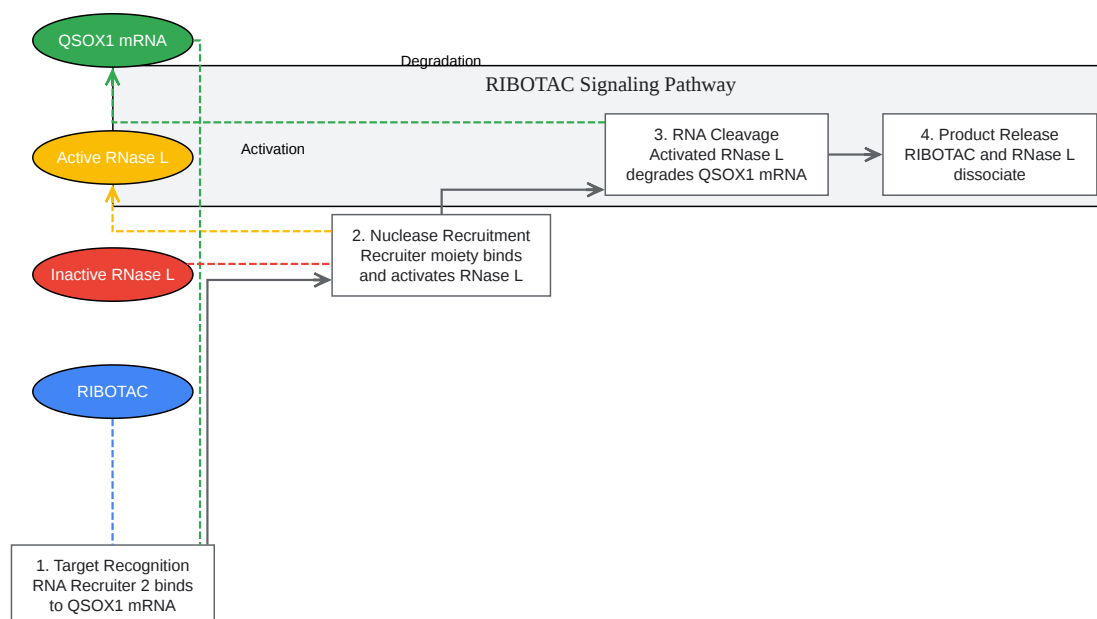 QSOX1 mRNA
Degradation
RIBOTAC Signaling Pathway
Active RNase L
Activation
3. RNA Cleavage
Activated RNase L
degrades QSOX1 mRNA
4. Product Release
RIBOTAC and RNase L
dissociate
2. Nuclease Recruitment
Recruiter moiety binds
and activates RNase L
Inactive RNase L
RIBOTAC
1. Target Recognition
RNA Recruiter 2 binds
to QSOX1 mRNA